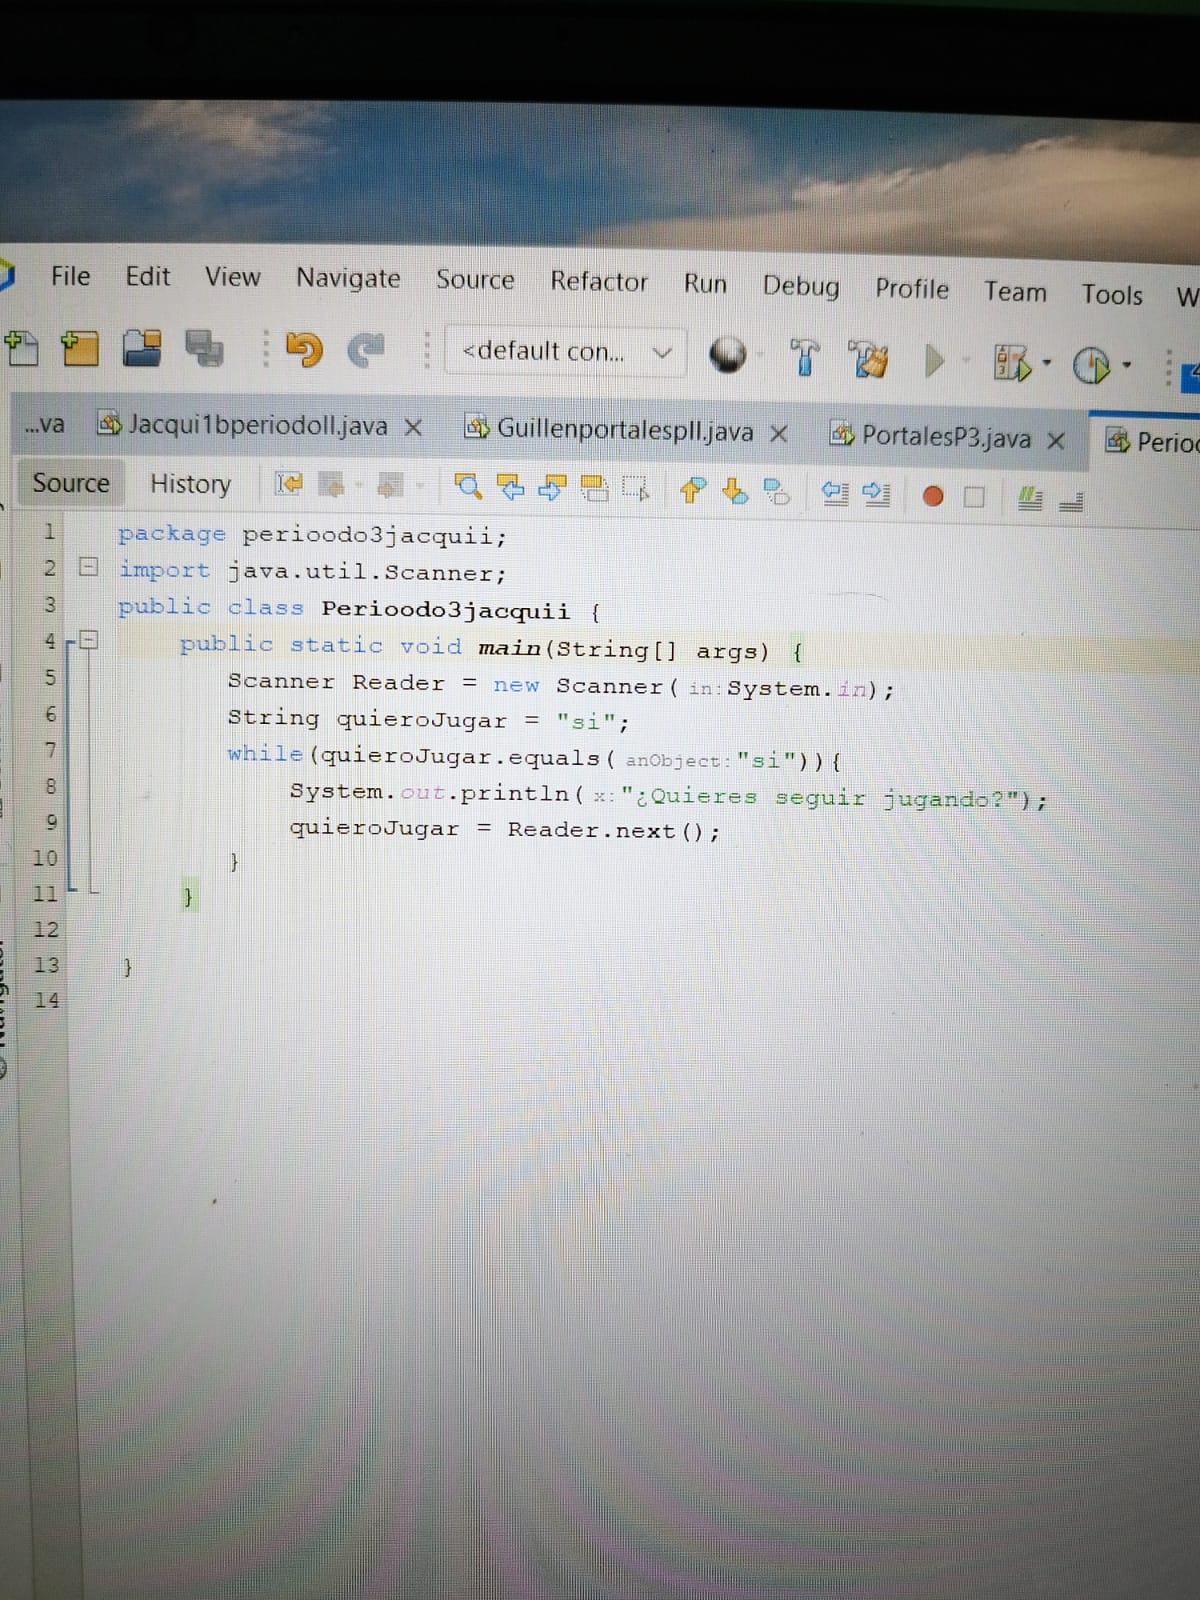 File Edit View Navigate Source Refactor Run Debug Profile Team Tools W
<default con...
...va Jacqui1bperiodoII.java Guillenportalespll.java PortalesP3.java Perioo
Source History
1 package perioodo3jacquii;
2 import java.util.Scanner;
3 public class Perioodo3jacquii {
4 public static void main(String[] args) {
5 Scanner Reader = new Scanner( in:System.in);
6 String quieroJugar = "si";
7 while(quieroJugar.equals( anObject:"si")){
8 System.out.println( x:"¿Quieres seguir jugando?");
9 quieroJugar = Reader.next();
10 }
11 }
12
13 }
14